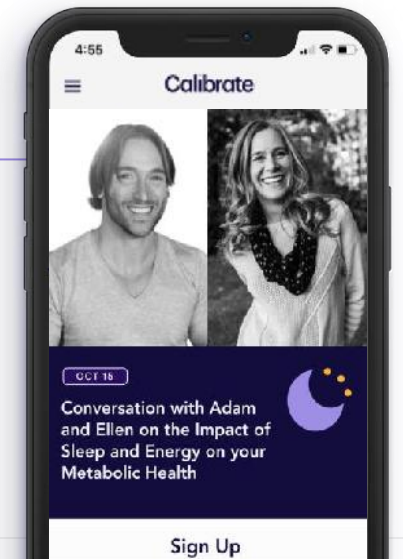 4:55
Calibrate
OCT 15
Conversation with Adam
and Ellen on the Impact of
Sleep and Energy on your
Metabolic Health
Sign Up